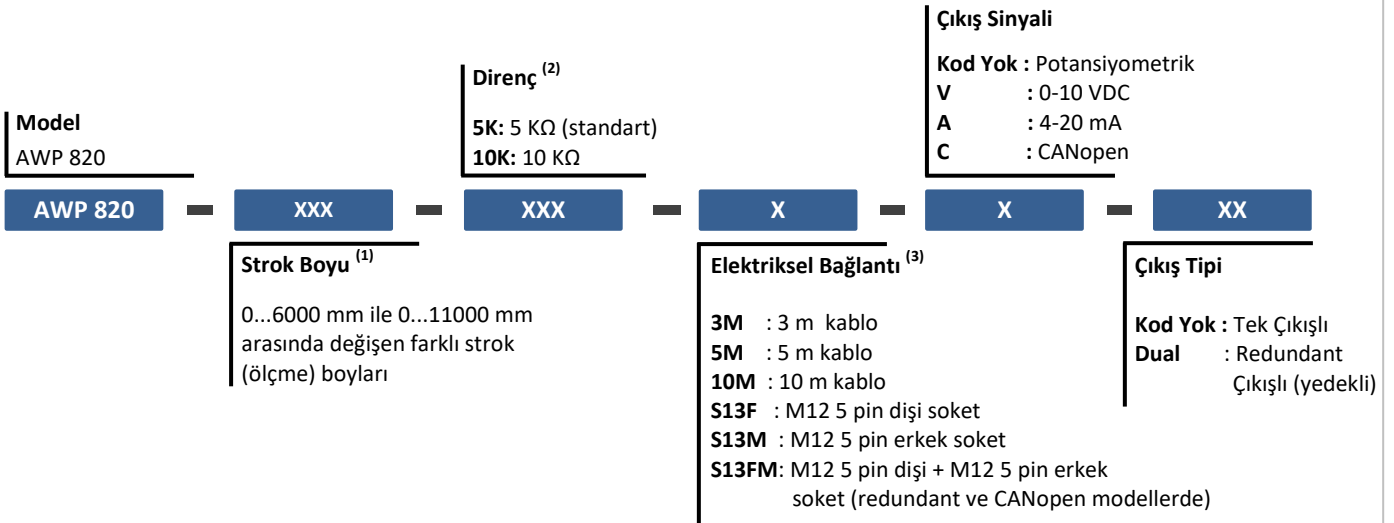 Model
AWP 820
Direnç (2)
5K: 5 KΩ (standart)
10K: 10 KΩ
Çıkış Sinyali
Kod Yok : Potansiyometrik
V : 0-10 VDC
A : 4-20 mA
C : CANopen
AWP 820 - XXX - XXX - X - X - XX
Strok Boyu (1)
0...6000 mm ile 0...11000 mm
arasında değişen farklı strok
(ölçme) boyları
Elektriksel Bağlantı (3)
3M : 3 m kablo
5M : 5 m kablo
10M : 10 m kablo
S13F : M12 5 pin dişi soket
S13M : M12 5 pin erkek soket
S13FM: M12 5 pin dişi + M12 5 pin erkek
soket (redundant ve CANopen modellerde)
Çıkış Tipi
Kod Yok : Tek Çıkışlı
Dual : Redundant
Çıkışlı (yedekli)